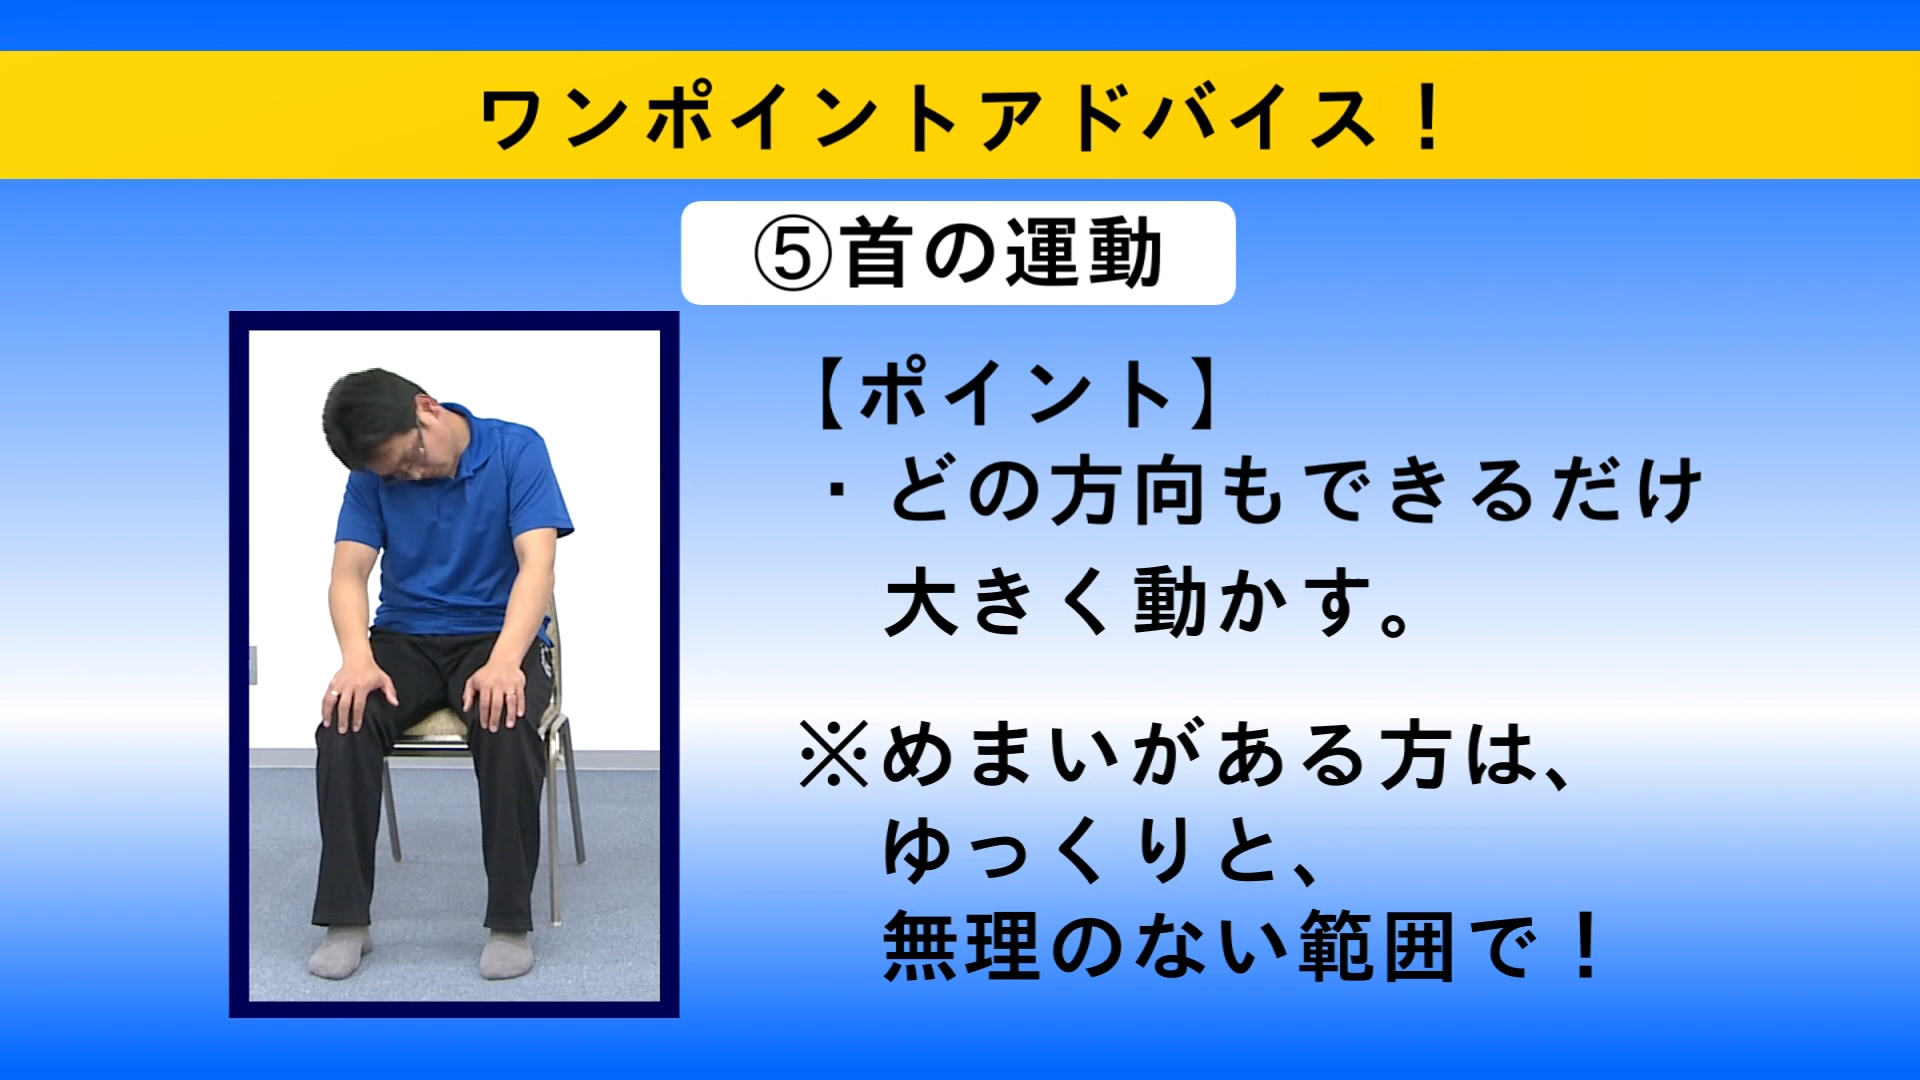 ワンポイントアドバイス！
⑤首の運動
【ポイント】
・どの方向もできるだけ
大きく動かす。
※めまいがある方は、
ゆっくりと、
無理のない範囲で！